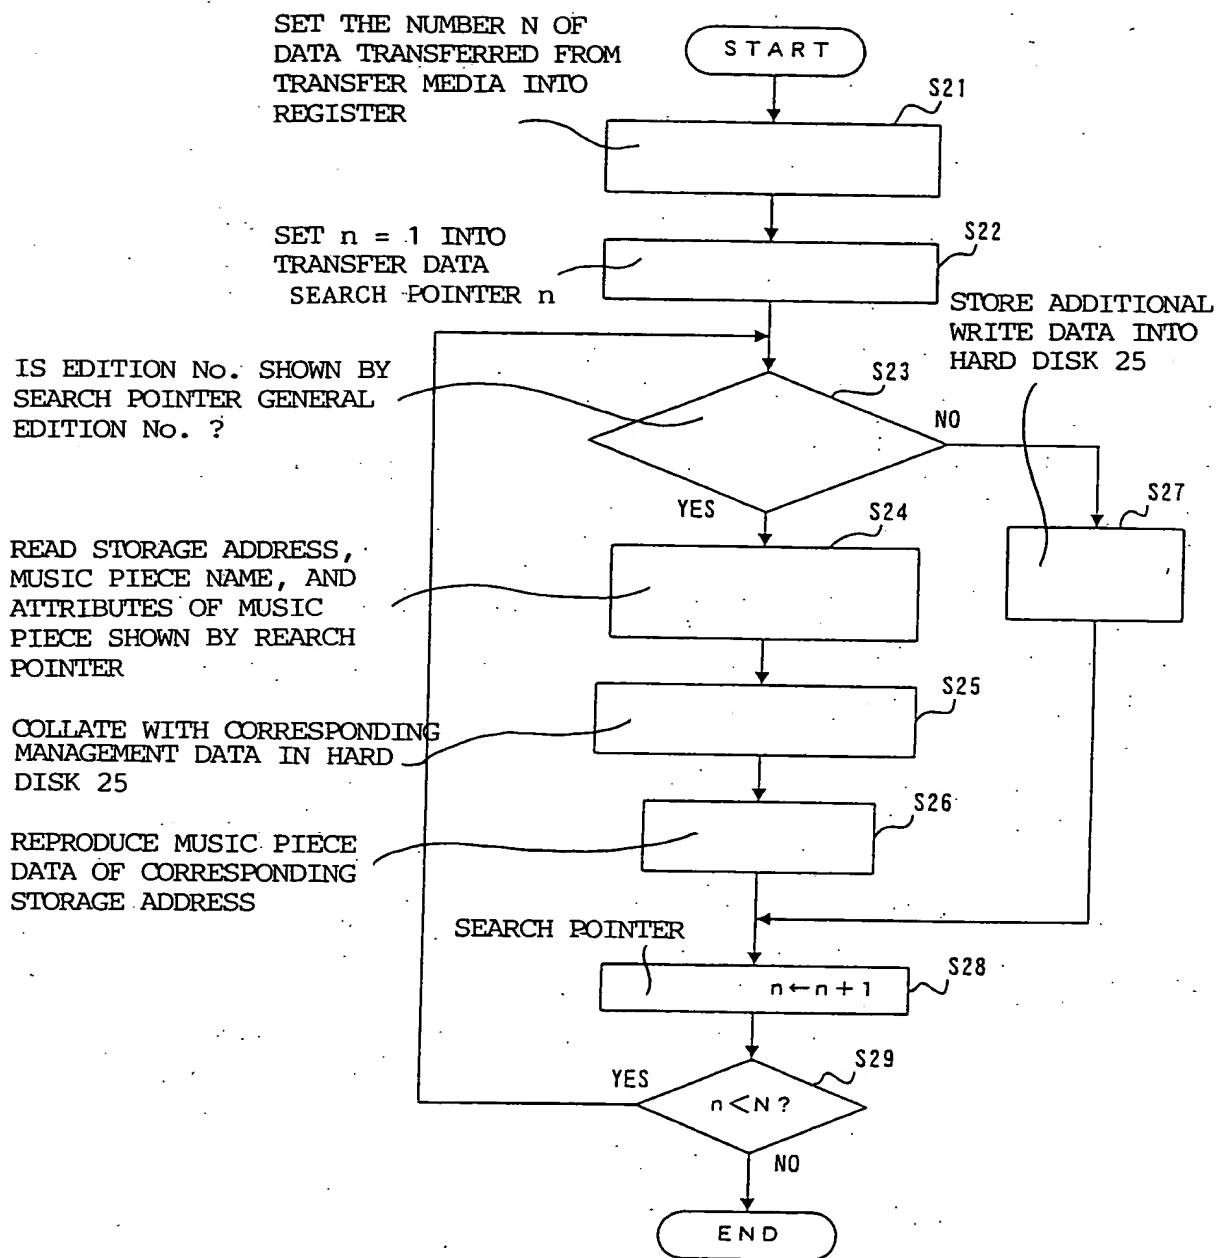 SET THE NUMBER N OF
DATA TRANSFERRED FROM
TRANSFER MEDIA INTO
REGISTER
START
S21
SET n = 1 INTO
TRANSFER DATA
SEARCH POINTER n
S22
STORE ADDITIONAL
WRITE DATA INTO
HARD DISK 25
IS EDITION No. SHOWN BY
SEARCH POINTER GENERAL
EDITION No. ?
S23
NO
YES
S27
READ STORAGE ADDRESS,
MUSIC PIECE NAME, AND
ATTRIBUTES OF MUSIC
PIECE SHOWN BY REARCH
POINTER
S24
COLLATE WITH CORRESPONDING
MANAGEMENT DATA IN HARD
DISK 25
S25
REPRODUCE MUSIC PIECE
DATA OF CORRESPONDING
STORAGE ADDRESS
S26
SEARCH POINTER
n←n+1
S28
YES
n<N?
S29
NO
END